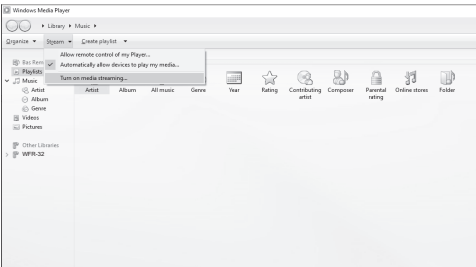 Windows Media Player
Library ▸ Music ▸
Organize Stream Create playlist
Allow remote control of my Player...
Automatically allow devices to play my media...
Turn on media streaming...
Bas Rem
Playlists
Music
Artist
Album
Genre
Videos
Pictures
Other Libraries
WFR-32
Artist Album All music Genre Year Rating Contributing artist Composer Parental rating Online stores Folder